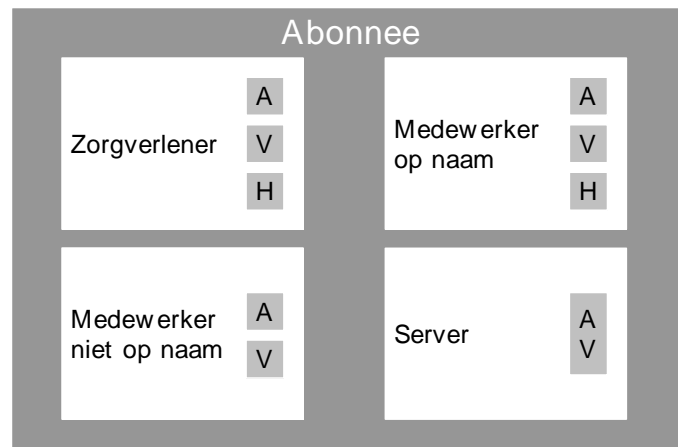 Abonnee
Zorgverlener
A
V
H
Medewerker
op naam
A
V
H
Medewerker
niet op naam
A
V
Server
A
V